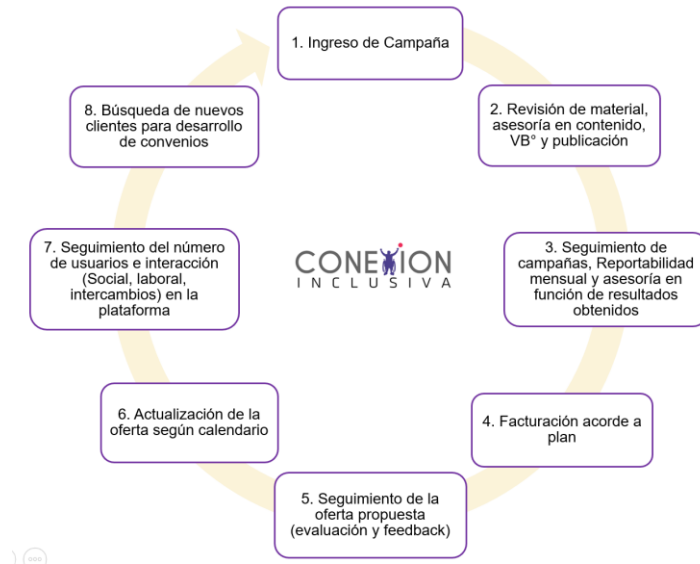 1. Ingreso de Campaña
2. Revisión de material,
asesoría en contenido,
VB° y publicación
3. Seguimiento de
campañas, Reportabilidad
mensual y asesoría en
función de resultados
obtenidos
4. Facturación acorde a
plan
5. Seguimiento de la
oferta propuesta
(evaluación y feedback)
6. Actualización de la
oferta según calendario
7. Seguimiento del número
de usuarios e interacción
(Social, laboral,
intercambios) en la
plataforma
8. Búsqueda de nuevos
clientes para desarrollo
de convenios
CONEXION
INCLUSIVA